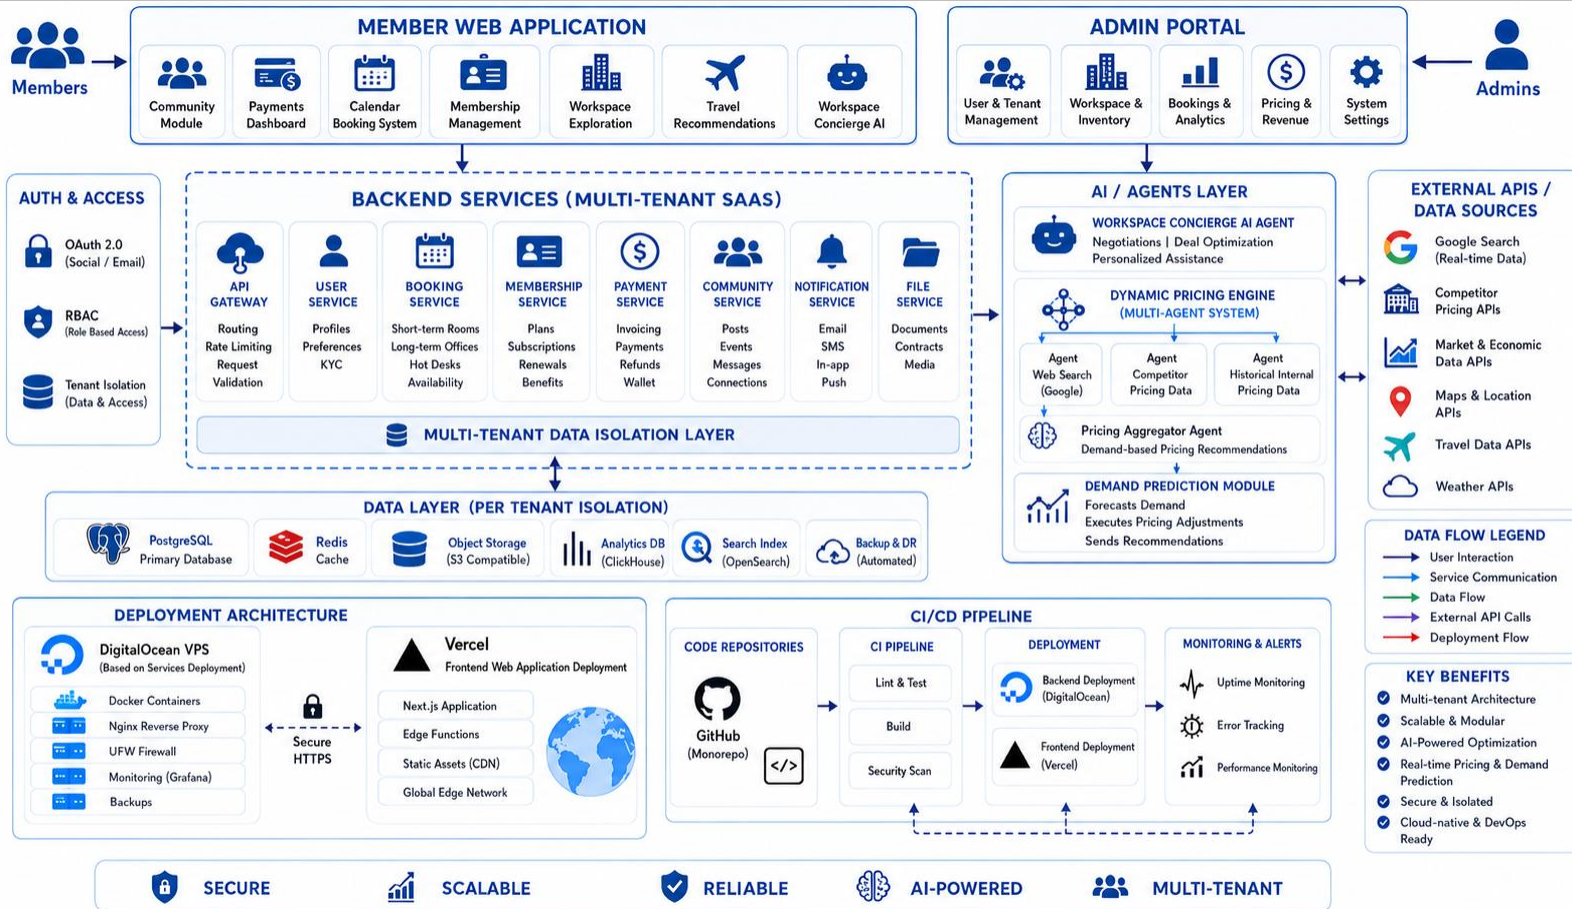 Members
MEMBER WEB APPLICATION
Community
Module
Payments
Dashboard
Calendar
Booking System
Membership
Management
Workspace
Exploration
Travel
Recommendations
Workspace
Concierge AI
ADMIN PORTAL
User & Tenant
Management
Workspace &
Inventory
Bookings &
Analytics
Pricing &
Revenue
System
Settings
Admins
AUTH & ACCESS
OAuth 2.0
(Social / Email)
RBAC
(Role Based Access)
Tenant Isolation
(Data & Access)
BACKEND SERVICES (MULTI-TENANT SAAS)
API
GATEWAY
Routing
Rate Limiting
Request
Validation
USER
SERVICE
Profiles
Preferences
KYC
BOOKING
SERVICE
Short-term Rooms
Long-term Offices
Hot Desks
Availability
MEMBERSHIP
SERVICE
Plans
Subscriptions
Renewals
Benefits
$
PAYMENT
SERVICE
Invoicing
Payments
Refunds
Wallet
COMMUNITY
SERVICE
Posts
Events
Messages
Connections
NOTIFICATION
SERVICE
Email
SMS
In-app
Push
FILE
SERVICE
Documents
Contracts
Media
MULTI-TENANT DATA ISOLATION LAYER
AI / AGENTS LAYER
WORKSPACE CONCIERGE AI AGENT
Negotiations | Deal Optimization
Personalized Assistance
DYNAMIC PRICING ENGINE
(MULTI-AGENT SYSTEM)
Agent
Web Search
(Google)
Agent
Competitor
Pricing Data
Agent
Historical Internal
Pricing Data
Pricing Aggregator Agent
Demand-based Pricing Recommendations
DEMAND PREDICTION MODULE
Forecasts Demand
Executes Pricing Adjustments
Sends Recommendations
EXTERNAL APIS /
DATA SOURCES
Google Search
(Real-time Data)
Competitor
Pricing APIs
Market & Economic
Data APIs
Maps & Location
APIs
Travel Data APIs
Weather APIs
DATA LAYER (PER TENANT ISOLATION)
PostgreSQL
Primary Database
Redis
Cache
Object Storage
(S3 Compatible)
Analytics DB
(ClickHouse)
Search Index
(OpenSearch)
Backup & DR
(Automated)
DATA FLOW LEGEND
User Interaction
Service Communication
Data Flow
External API Calls
Deployment Flow
DEPLOYMENT ARCHITECTURE
DigitalOcean VPS
(Based on Services Deployment)
Docker Containers
Nginx Reverse Proxy
UFW Firewall
Monitoring (Grafana)
Backups
Secure
HTTPS
Vercel
Frontend Web Application Deployment
Next.js Application
Edge Functions
Static Assets (CDN)
Global Edge Network
CI/CD PIPELINE
CODE REPOSITORIES
GitHub
(Monorepo)
</>
CI PIPELINE
Lint & Test
Build
Security Scan
DEPLOYMENT
Backend Deployment
(DigitalOcean)
Frontend Deployment
(Vercel)
MONITORING & ALERTS
Uptime Monitoring
Error Tracking
Performance Monitoring
KEY BENEFITS
Multi-tenant Architecture
Scalable & Modular
AI-Powered Optimization
Real-time Pricing & Demand
Prediction
Secure & Isolated
Cloud-native & DevOps
Ready
SECURE
SCALABLE
RELIABLE
AI-POWERED
MULTI-TENANT